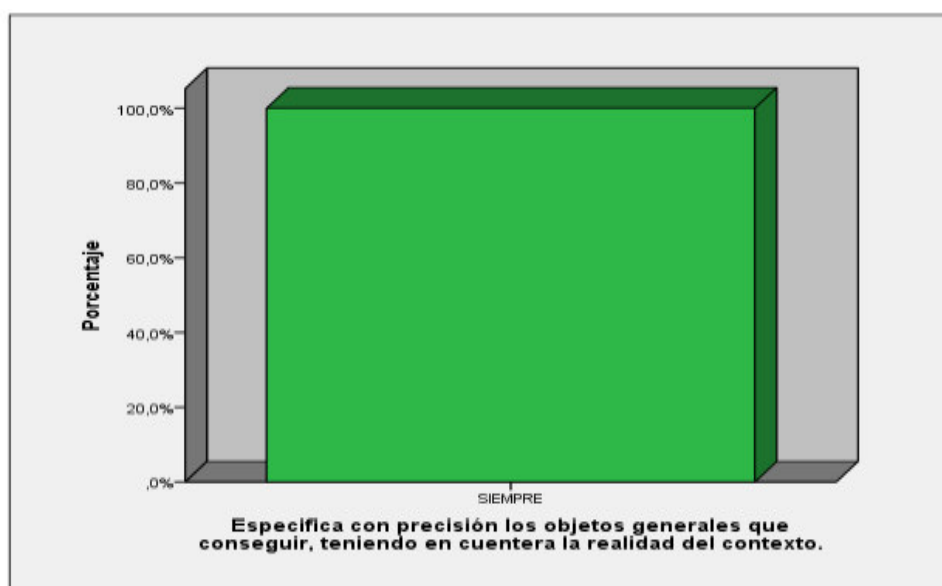 Porcentaje
100,0%
80,0%
60,0%
40,0%
20,0%
,0%
SIEMPRE
Especifica con precisión los objetos generales que
conseguir, teniendo en cuentera la realidad del contexto.